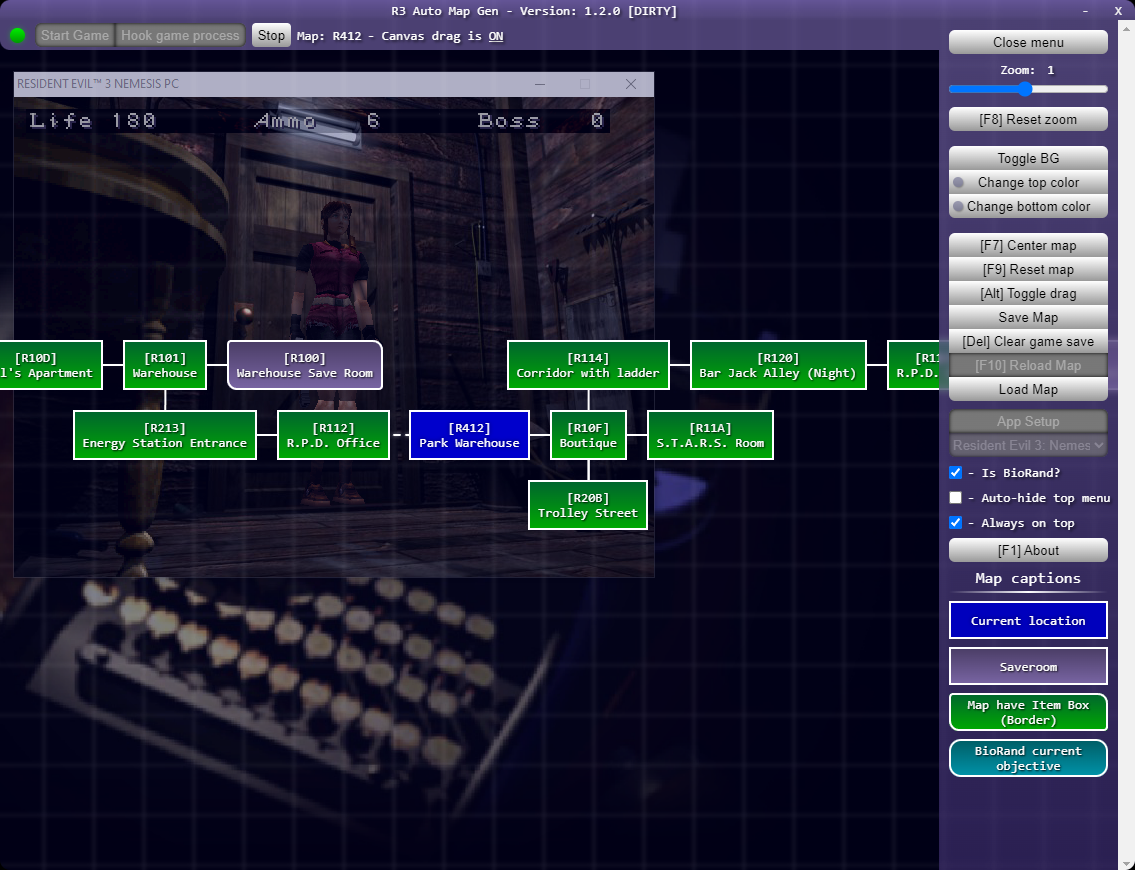 R3 Auto Map Gen - Version: 1.2.0 [DIRTY]
- X
Start Game Hook game process Stop Map: R412 - Canvas drag is ON
RESIDENT EVIL™ 3 NEMESIS PC
Life 180 Ammo 6 Boss 0
[R10D]
l's Apartment
[R101]
Warehouse
[R100]
Warehouse Save Room
[R114]
Corridor with ladder
[R120]
Bar Jack Alley (Night)
[R11
R.P.D.
[R213]
Energy Station Entrance
[R112]
R.P.D. Office
[R412]
Park Warehouse
[R10F]
Boutique
[R11A]
S.T.A.R.S. Room
[R20B]
Trolley Street
Close menu
Zoom: 1
[F8] Reset zoom
Toggle BG
Change top color
Change bottom color
[F7] Center map
[F9] Reset map
[Alt] Toggle drag
Save Map
[Del] Clear game save
[F10] Reload Map
Load Map
App Setup
Resident Evil 3: Nemes
- Is BioRand?
- Auto-hide top menu
- Always on top
[F1] About
Map captions
Current location
Saveroom
Map have Item Box
(Border)
BioRand current
objective